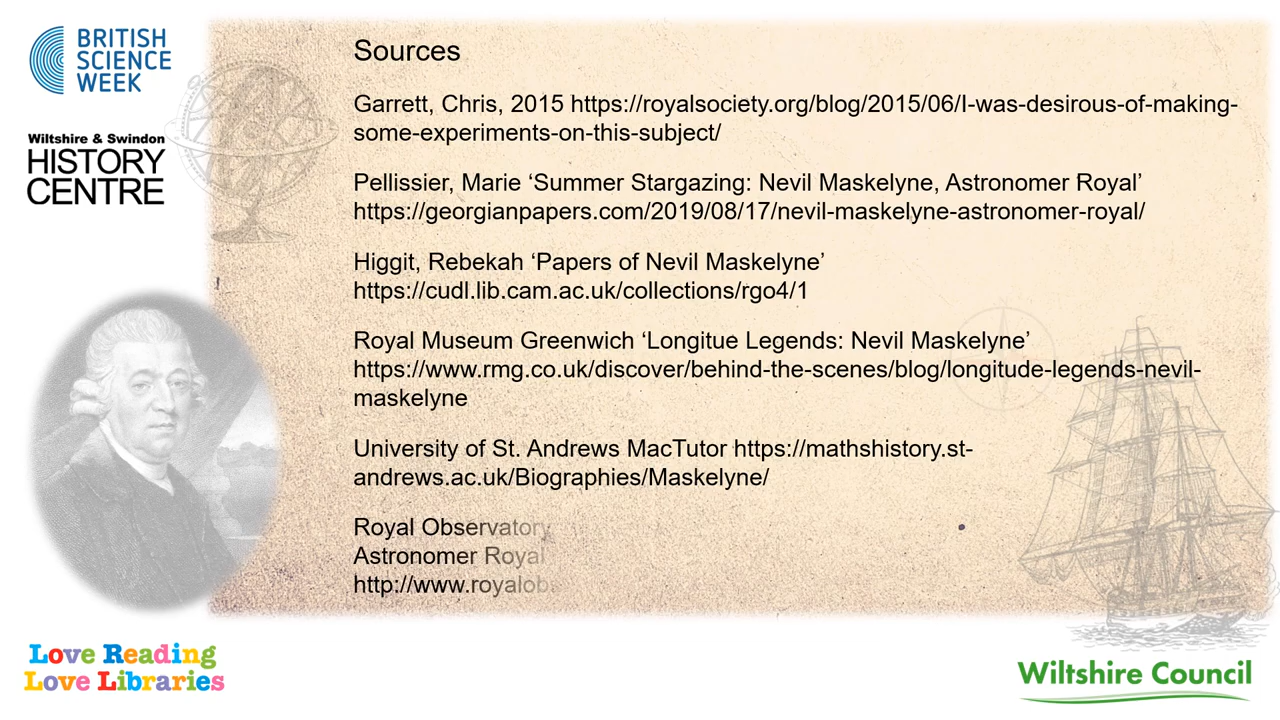 BRITISH
SCIENCE
WEEK
Wiltshire & Swindon
HISTORY
CENTRE
Sources
Garrett, Chris, 2015 https://royalsociety.org/blog/2015/06/I-was-desirous-of-making-
some-experiments-on-this-subject/
Pellissier, Marie ‘Summer Stargazing: Nevil Maskelyne, Astronomer Royal’
https://georgianpapers.com/2019/08/17/nevil-maskelyne-astronomer-royal/
Higgit, Rebekah ‘Papers of Nevil Maskelyne’
https://cudl.lib.cam.ac.uk/collections/rgo4/1
Royal Museum Greenwich ‘Longitue Legends: Nevil Maskelyne’
https://www.rmg.co.uk/discover/behind-the-scenes/blog/longitude-legends-nevil-
maskelyne
University of St. Andrews MacTutor https://mathshistory.st-
andrews.ac.uk/Biographies/Maskelyne/
Royal Observatory
Astronomer Royal
http://www.royalob
Love Reading
Love Libraries
Wiltshire Council